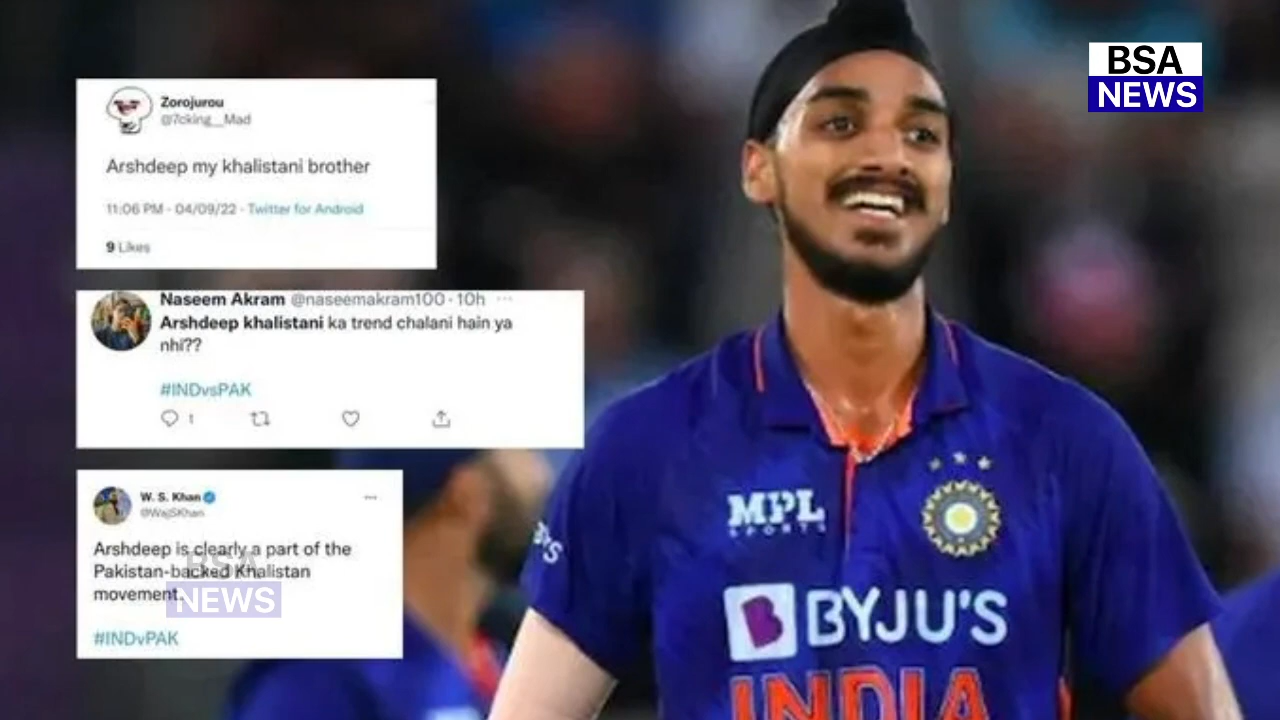 BSA
NEWS
Zorojurou
@7cking__Mad
Arshdeep my khalistani brother
11:06 PM · 04/09/22 · Twitter for Android
9 Likes
Naseem Akram @naseemakram100 · 10h ...
Arshdeep khalistani ka trend chalani hain ya
nhi??
#INDvsPAK
1
W. S. Khan
@WajSKhan
Arshdeep is clearly a part of the
Pakistan-backed Khalistan
movement.
#INDvPAK
BSA
NEWS
MPL
SPORTS
BYJU'S
INDIA